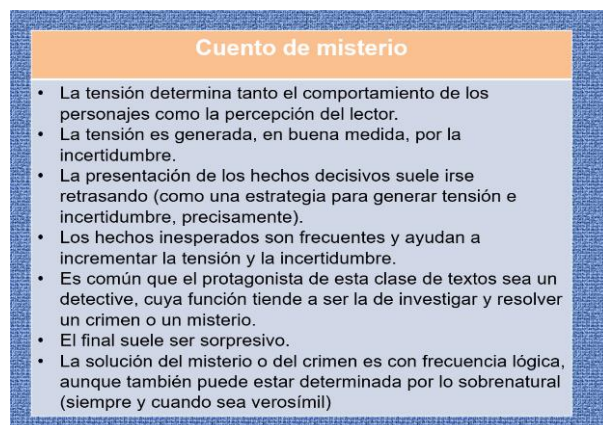 Cuento de misterio
• La tensión determina tanto el comportamiento de los
personajes como la percepción del lector.
• La tensión es generada, en buena medida, por la
incertidumbre.
• La presentación de los hechos decisivos suele irse
retrasando (como una estrategia para generar tensión e
incertidumbre, precisamente).
• Los hechos inesperados son frecuentes y ayudan a
incrementar la tensión y la incertidumbre.
• Es común que el protagonista de esta clase de textos sea un
detective, cuya función tiende a ser la de investigar y resolver
un crimen o un misterio.
• El final suele ser sorpresivo.
• La solución del misterio o del crimen es con frecuencia lógica,
aunque también puede estar determinada por lo sobrenatural
(siempre y cuando sea verosímil)